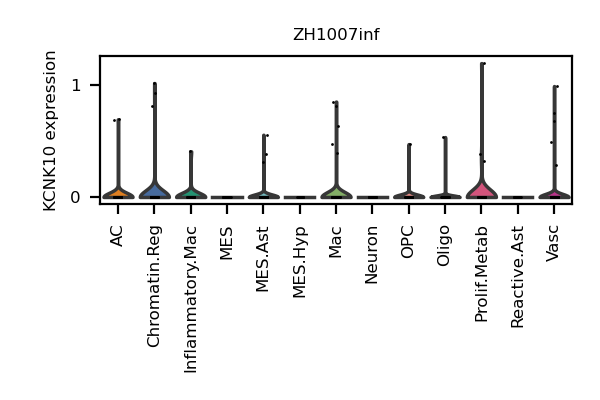 ZH1007inf
KCNK10 expression
1
0
AC
Chromatin.Reg
Inflammatory.Mac
MES
MES.Ast
MES.Hyp
Mac
Neuron
OPC
Oligo
Prolif.Metab
Reactive.Ast
Vasc